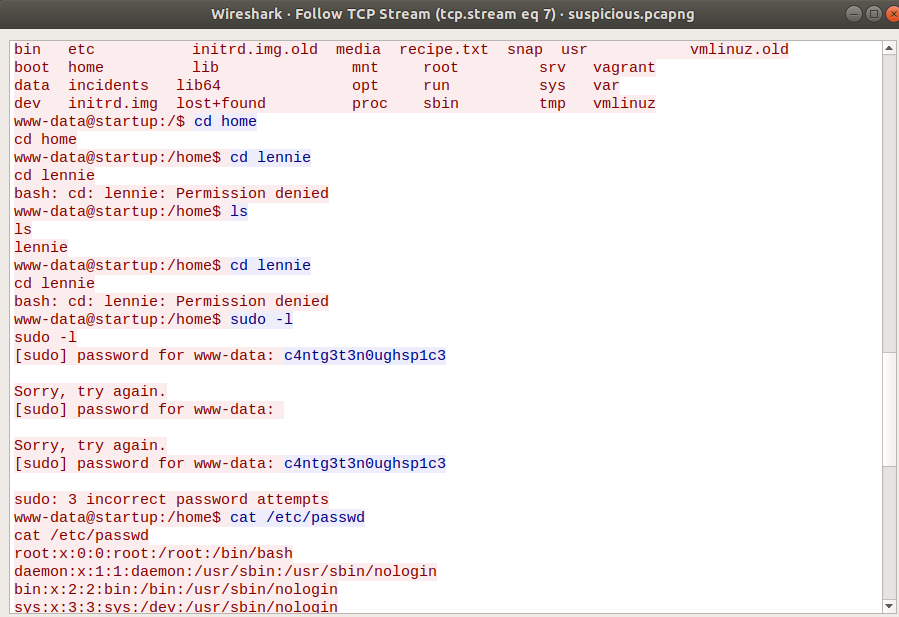 Wireshark · Follow TCP Stream (tcp.stream eq 7) · suspicious.pcapng
bin   etc              initrd.img.old  media  recipe.txt  snap  usr            vmlinuz.old
boot  home             lib             mnt    root        srv   vagrant
data  incidents   lib64           opt    run         sys   var
dev   initrd.img  lost+found      proc   sbin        tmp   vmlinuz
www-data@startup:/$ cd home
cd home
www-data@startup:/home$ cd lennie
cd lennie
bash: cd: lennie: Permission denied
www-data@startup:/home$ ls
ls
lennie
www-data@startup:/home$ cd lennie
cd lennie
bash: cd: lennie: Permission denied
www-data@startup:/home$ sudo -l
sudo -l
[sudo] password for www-data: c4ntg3t3n0ughsp1c3
Sorry, try again.
[sudo] password for www-data:
Sorry, try again.
[sudo] password for www-data: c4ntg3t3n0ughsp1c3
sudo: 3 incorrect password attempts
www-data@startup:/home$ cat /etc/passwd
cat /etc/passwd
root:x:0:0:root:/root:/bin/bash
daemon:x:1:1:daemon:/usr/sbin:/usr/sbin/nologin
bin:x:2:2:bin:/bin:/usr/sbin/nologin
sys:x:3:3:sys:/dev:/usr/sbin/nologin